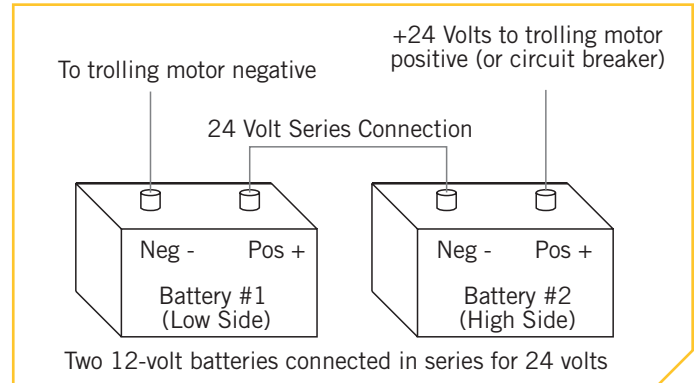 To trolling motor negative
+24 Volts to trolling motor
positive (or circuit breaker)
24 Volt Series Connection
Neg -
Pos +
Battery #1
(Low Side)
Neg -
Pos +
Battery #2
(High Side)
Two 12-volt batteries connected in series for 24 volts